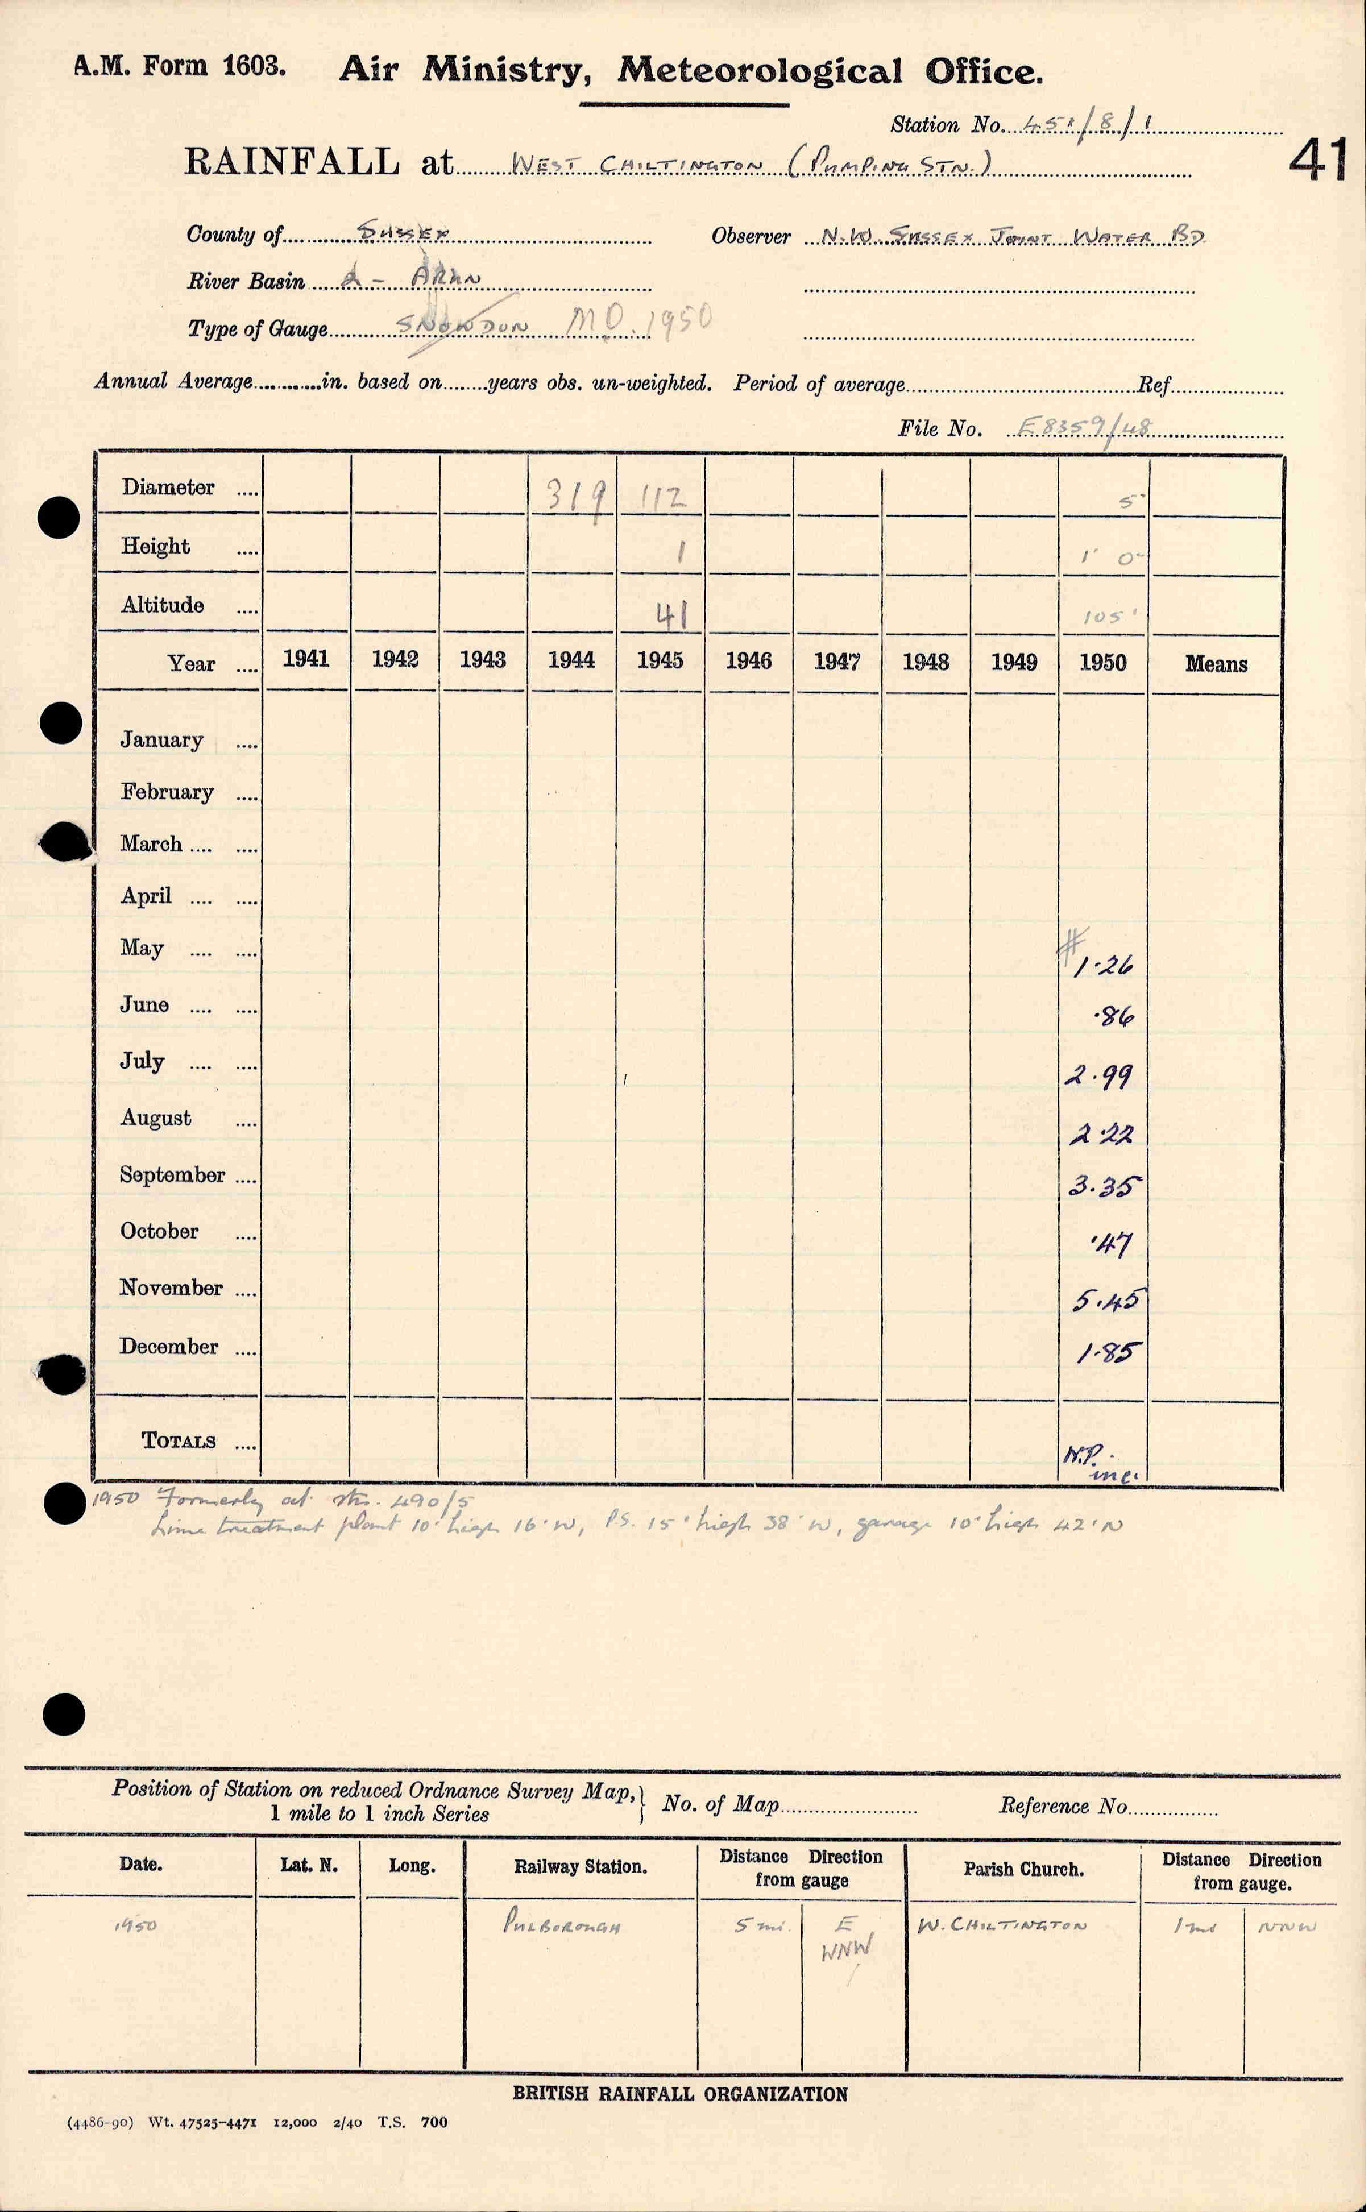 A.M. Form 1603. Air Ministry, Meteorological Office.
Station No. 451/8/1
RAINFALL at WEST CHILTINGTON (PUMPING STN.)
41
County of SUSSEX Observer N.W. SUSSEX JOINT WATER BD
River Basin - ARUN
Type of Gauge SNOWDON MO. 1950
Annual Average in. based on years obs. un-weighted. Period of average Ref
File No. E8359/48
Diameter 319 112 5"
Height 1 1' 0"
Altitude 41 105'
Year 1941 1942 1943 1944 1945 1946 1947 1948 1949 1950 Means
January
February
March
April
May # 1.26
June .86
July 2.99
August 2.22
September 3.35
October .47
November 5.45
December 1.85
TOTALS N.P. inc.
1950 Formerly at stn. 490/5
Lime treatment plant 10' high 16' W, P.S. 15' high 38' W, garage 10' high 42' N
Position of Station on reduced Ordnance Survey Map,} No. of Map Reference No.
1 mile to 1 inch Series
Date. Lat. N. Long. Railway Station. Distance Direction from gauge Parish Church. Distance Direction from gauge.
1950 PULBOROUGH 5 mi. E W. CHILTINGTON 1 mi NNW
WNW
BRITISH RAINFALL ORGANIZATION
(4486-90) Wt. 47525-4471 12,000 2/40 T.S. 700